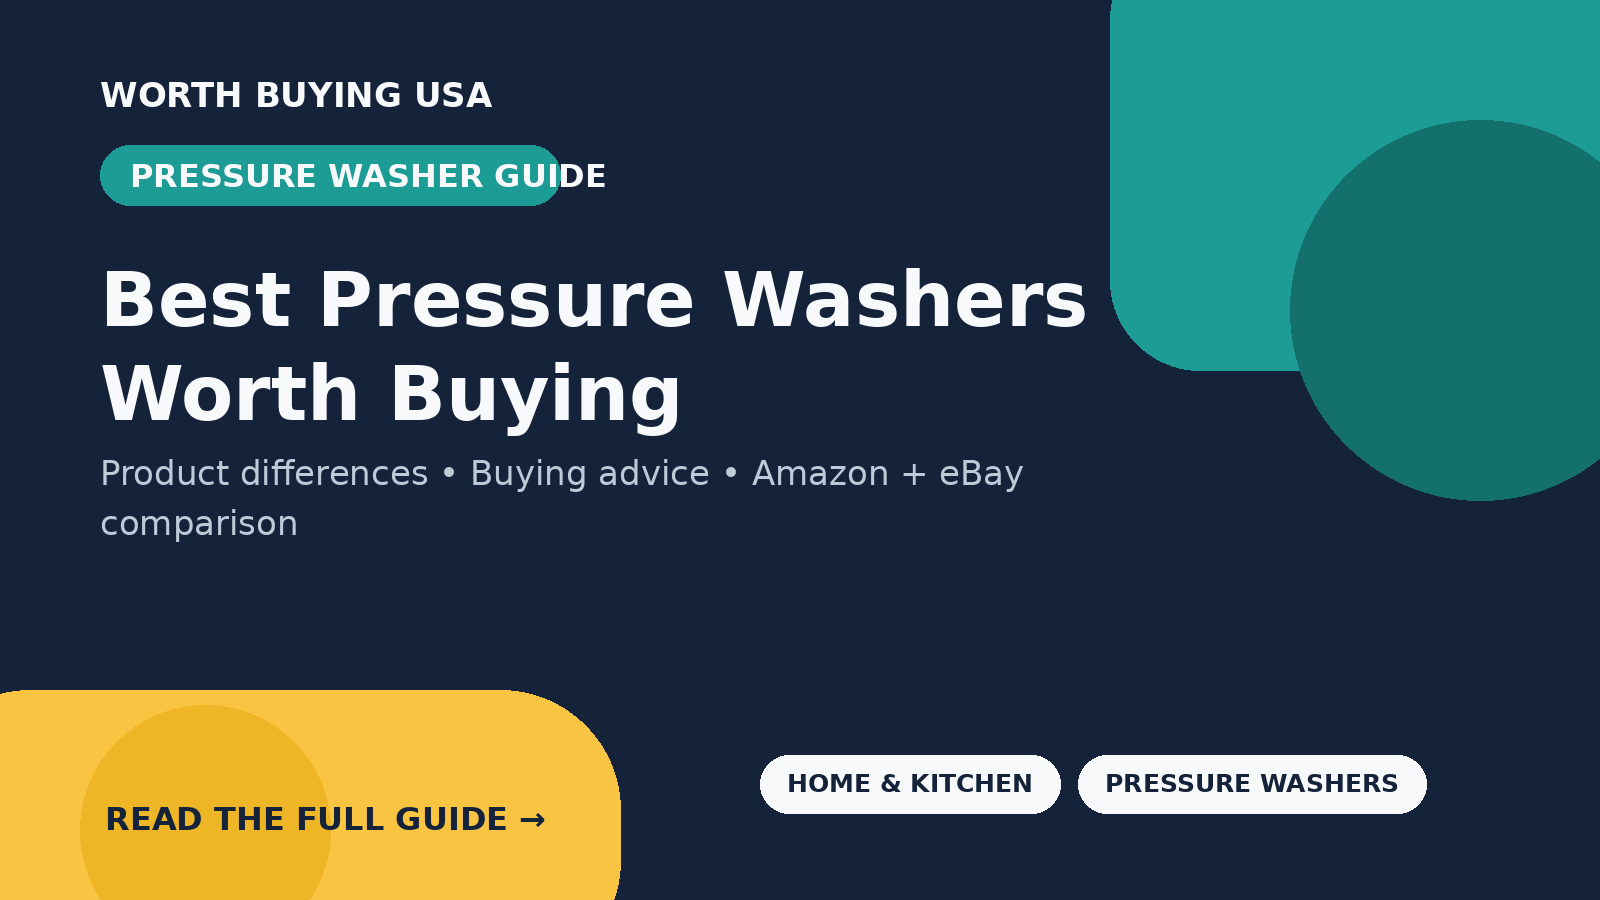 WORTH BUYING USA
PRESSURE WASHER GUIDE
Best Pressure Washers
Worth Buying
Product differences • Buying advice • Amazon + eBay
comparison
READ THE FULL GUIDE →
HOME & KITCHEN
PRESSURE WASHERS